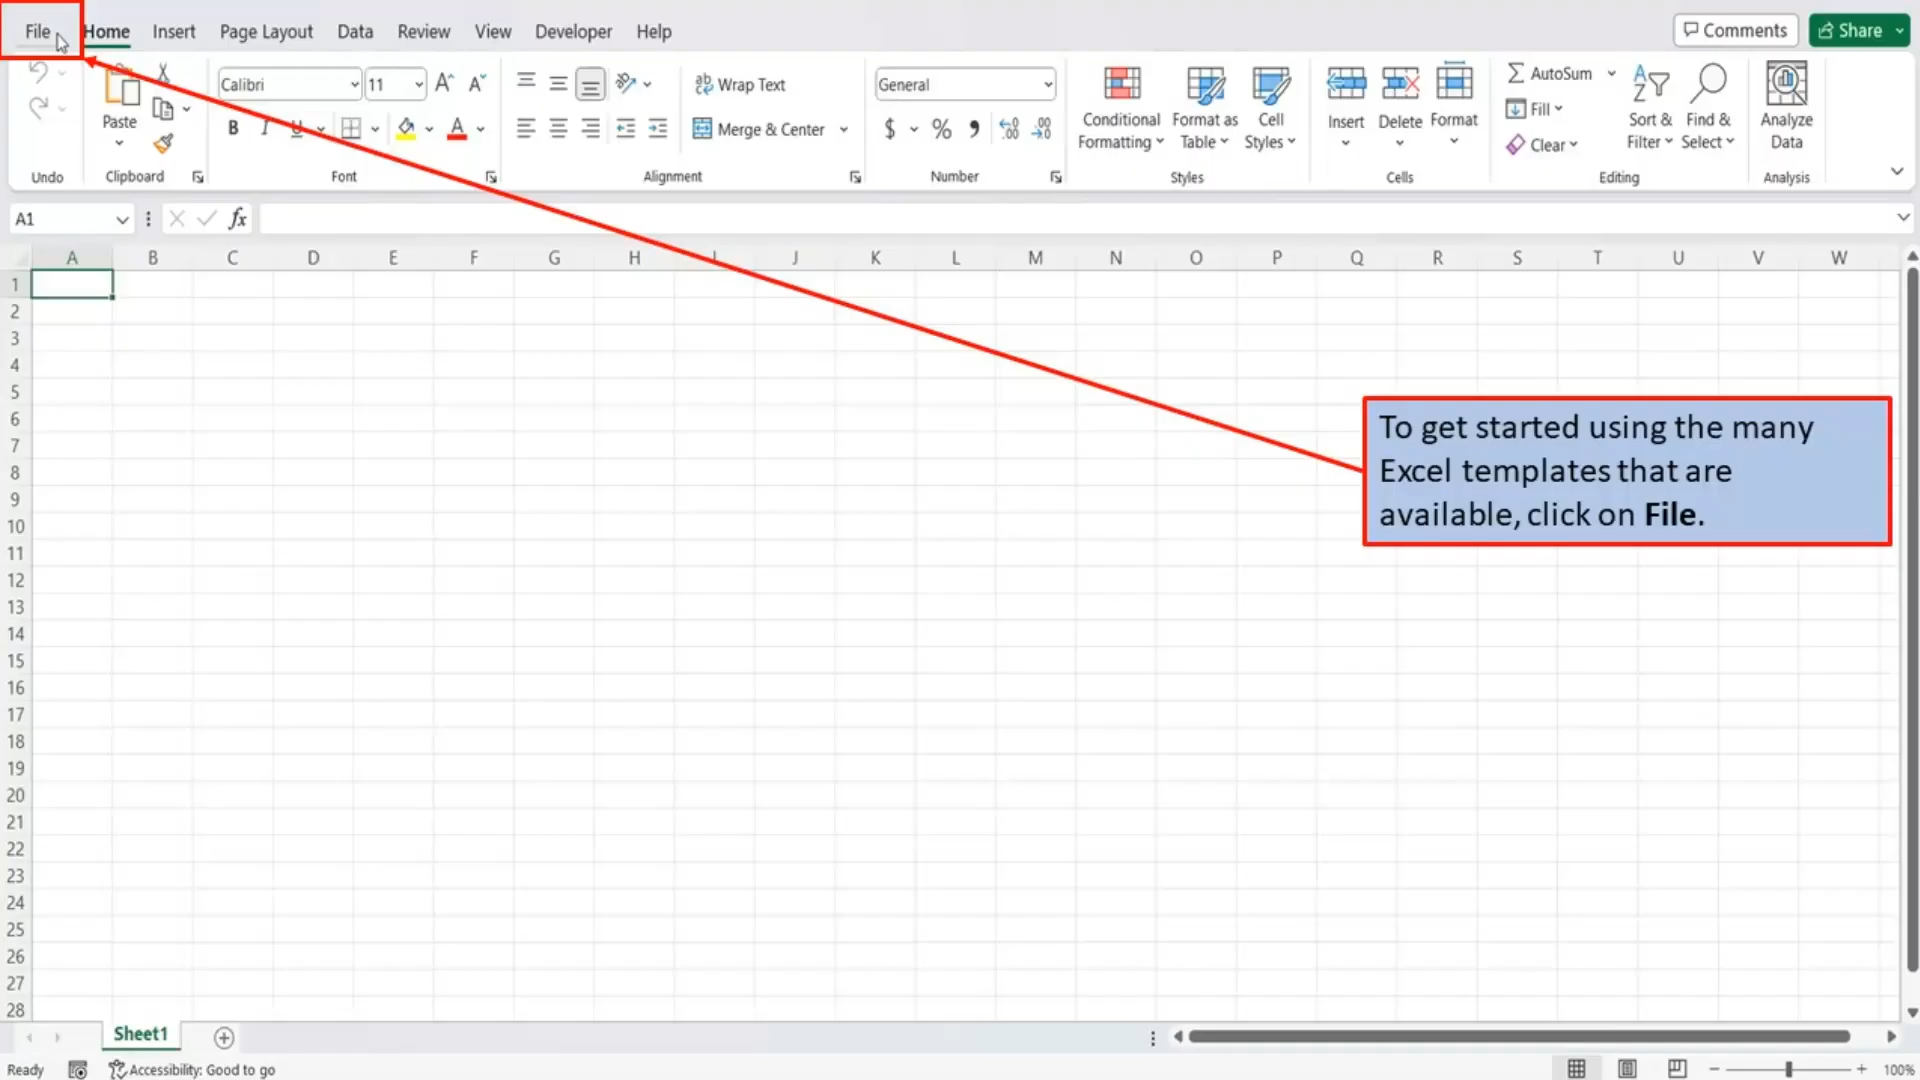 File Home Insert Page Layout Data Review View Developer Help Comments Share
Calibri 11 Wrap Text General AutoSum
Fill
Paste Conditional Format as Cell Insert Delete Format Sort & Find & Analyze
B I U Merge & Center $ % Formatting Table Styles Clear Filter Select Data
Undo Clipboard Font Alignment Number Styles Cells Editing Analysis
A1 fx
A B C D E F G H I J K L M N O P Q R S T U V W
1
2
3
4
5
6
7
8
9
10
11
12
13
14
15
16
17
18
19
20
21
22
23
24
25
26
27
28
To get started using the many
Excel templates that are
available, click on File.
Sheet1
Ready Accessibility: Good to go 100%